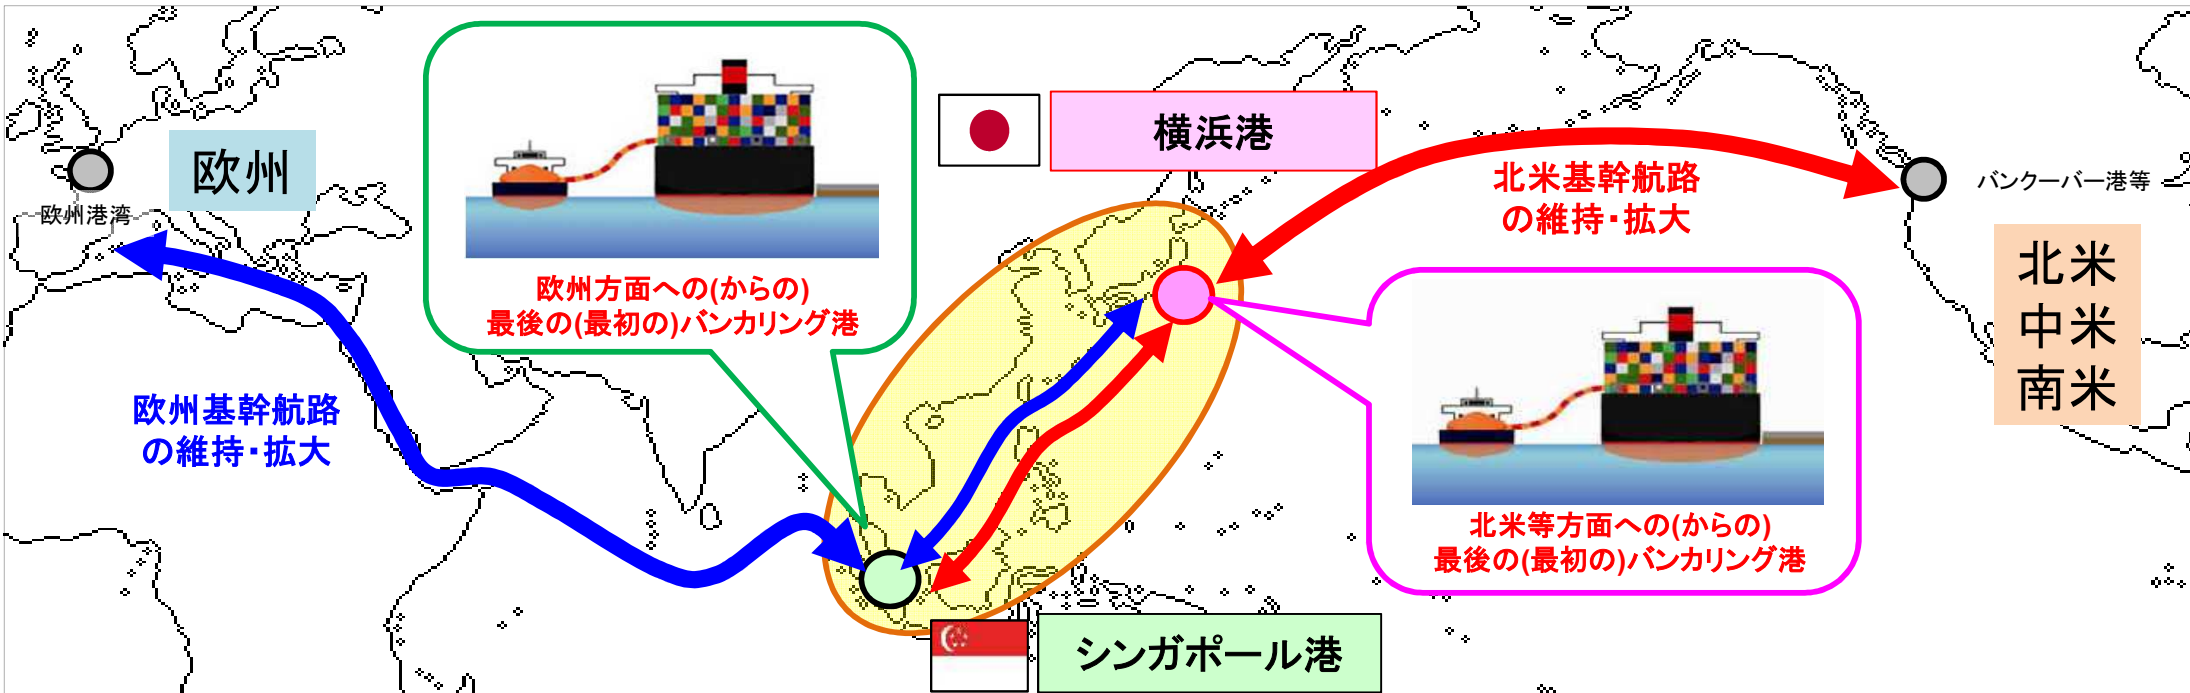 欧州
欧州港湾
欧州基幹航路
の維持・拡大
欧州方面への(からの)
最後の(最初の)バンカリング港
横浜港
シンガポール港
北米基幹航路
の維持・拡大
バンクーバー港等
北米
中米
南米
北米等方面への(からの)
最後の(最初の)バンカリング港